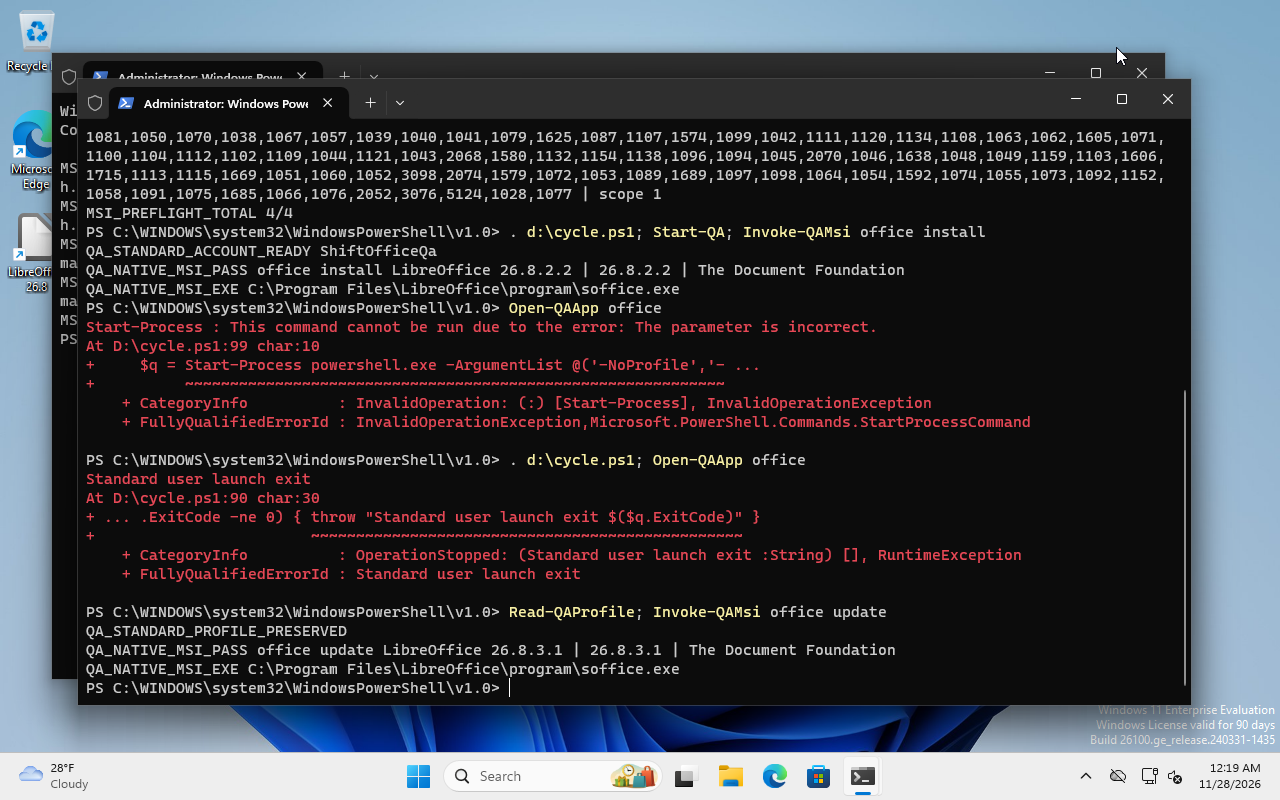 Recycle
Microso
Edge
LibreOff
26.8
Administrator: Windows Pow
Wi
Co
MS
h.
MS
h.
MS
ma
MS
ma
MS
PS
Administrator: Windows Powe
1081,1050,1070,1038,1067,1057,1039,1040,1041,1079,1625,1087,1107,1574,1099,1042,1111,1120,1134,1108,1063,1062,1605,1071,
1100,1104,1112,1102,1109,1044,1121,1043,2068,1580,1132,1154,1138,1096,1094,1045,2070,1046,1638,1048,1049,1159,1103,1606,
1715,1113,1115,1669,1051,1060,1052,3098,2074,1579,1072,1053,1089,1689,1097,1098,1064,1054,1592,1074,1055,1073,1092,1152,
1058,1091,1075,1685,1066,1076,2052,3076,5124,1028,1077 | scope 1
MSI_PREFLIGHT_TOTAL 4/4
PS C:\WINDOWS\system32\WindowsPowerShell\v1.0> . d:\cycle.ps1; Start-QA; Invoke-QAMsi office install
QA_STANDARD_ACCOUNT_READY ShiftOfficeQa
QA_NATIVE_MSI_PASS office install LibreOffice 26.8.2.2 | 26.8.2.2 | The Document Foundation
QA_NATIVE_MSI_EXE C:\Program Files\LibreOffice\program\soffice.exe
PS C:\WINDOWS\system32\WindowsPowerShell\v1.0> Open-QAApp office
Start-Process : This command cannot be run due to the error: The parameter is incorrect.
At D:\cycle.ps1:99 char:10
+     $q = Start-Process powershell.exe -ArgumentList @('-NoProfile','- ...
+          ~~~~~~~~~~~~~~~~~~~~~~~~~~~~~~~~~~~~~~~~~~~~~~~~~~~~~~~~~~~~
    + CategoryInfo          : InvalidOperation: (:) [Start-Process], InvalidOperationException
    + FullyQualifiedErrorId : InvalidOperationException,Microsoft.PowerShell.Commands.StartProcessCommand
PS C:\WINDOWS\system32\WindowsPowerShell\v1.0> . d:\cycle.ps1; Open-QAApp office
Standard user launch exit
At D:\cycle.ps1:90 char:30
+ ... .ExitCode -ne 0) { throw "Standard user launch exit $($q.ExitCode)" }
+                        ~~~~~~~~~~~~~~~~~~~~~~~~~~~~~~~~~~~~~~~~~~~~~~~~
    + CategoryInfo          : OperationStopped: (Standard user launch exit :String) [], RuntimeException
    + FullyQualifiedErrorId : Standard user launch exit
PS C:\WINDOWS\system32\WindowsPowerShell\v1.0> Read-QAProfile; Invoke-QAMsi office update
QA_STANDARD_PROFILE_PRESERVED
QA_NATIVE_MSI_PASS office update LibreOffice 26.8.3.1 | 26.8.3.1 | The Document Foundation
QA_NATIVE_MSI_EXE C:\Program Files\LibreOffice\program\soffice.exe
PS C:\WINDOWS\system32\WindowsPowerShell\v1.0>
Windows 11 Enterprise Evaluation
Windows License valid for 90 days
Build 26100.ge_release.240331-1435
28°F
Cloudy
Search
12:19 AM
11/28/2026